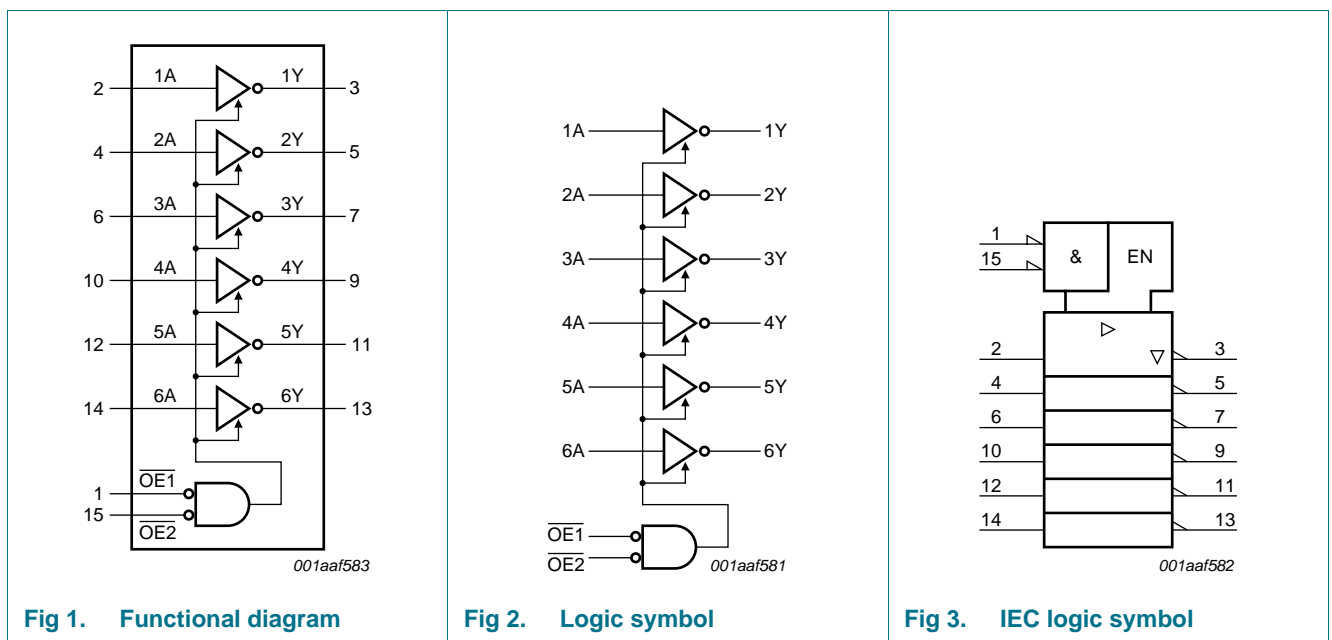 2 1A 1Y 3
4 2A 2Y 5
6 3A 3Y 7
10 4A 4Y 9
12 5A 5Y 11
14 6A 6Y 13
1 OE1
15 OE2
001aaf583
Fig 1. Functional diagram
1A 1Y
2A 2Y
3A 3Y
4A 4Y
5A 5Y
6A 6Y
OE1
OE2
001aaf581
Fig 2. Logic symbol
1
15
& EN
2 3
4 5
6 7
10 9
12 11
14 13
001aaf582
Fig 3. IEC logic symbol